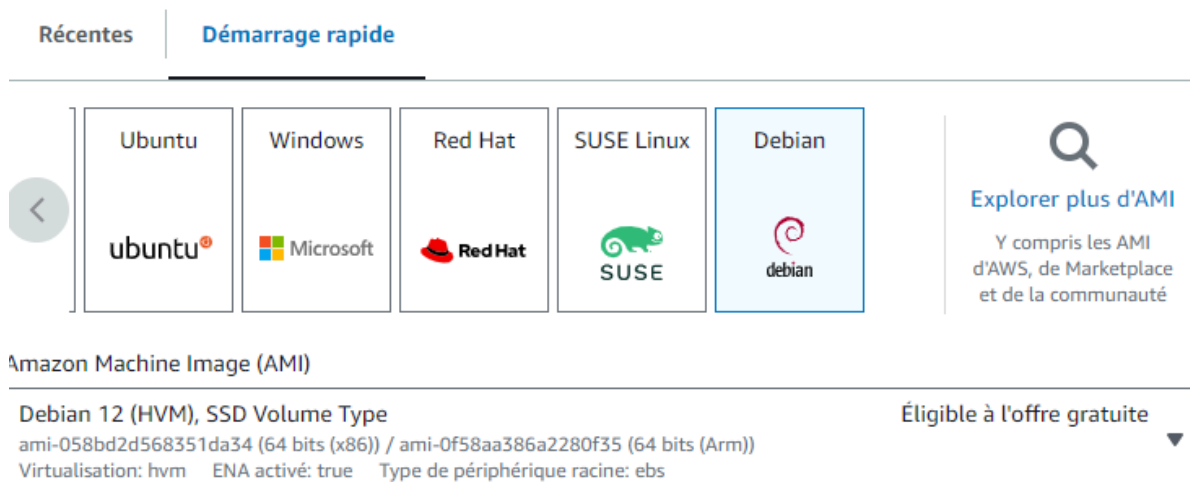 Récentes
Démarrage rapide
Ubuntu
Windows
Red Hat
SUSE Linux
Debian
ubuntu
Microsoft
Red Hat
SUSE
debian
Explorer plus d'AMI
Y compris les AMI
d'AWS, de Marketplace
et de la communauté
Amazon Machine Image (AMI)
Debian 12 (HVM), SSD Volume Type
Éligible à l'offre gratuite
ami-058bd2d568351da34 (64 bits (x86)) / ami-0f58aa386a2280f35 (64 bits (Arm))
Virtualisation: hvm ENA activé: true Type de périphérique racine: ebs